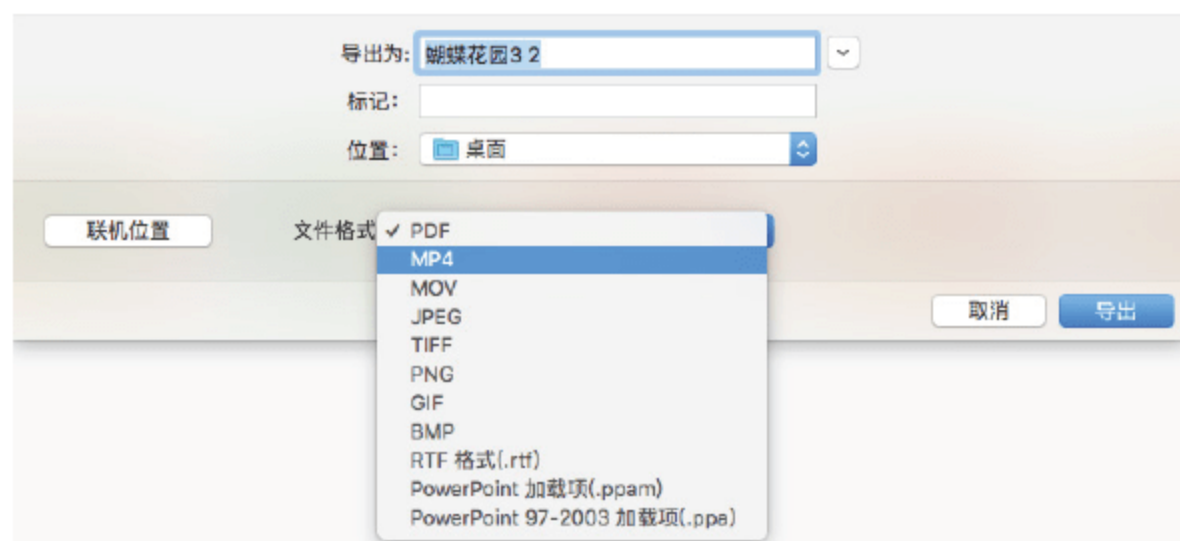 导出为: 蝴蝶花园3 2
标记:
位置: 桌面
联机位置 文件格式 ✓ PDF
MP4
MOV
取消 导出
JPEG
TIFF
PNG
GIF
BMP
RTF 格式(.rtf)
PowerPoint 加载项(.ppam)
PowerPoint 97-2003 加载项(.ppa)